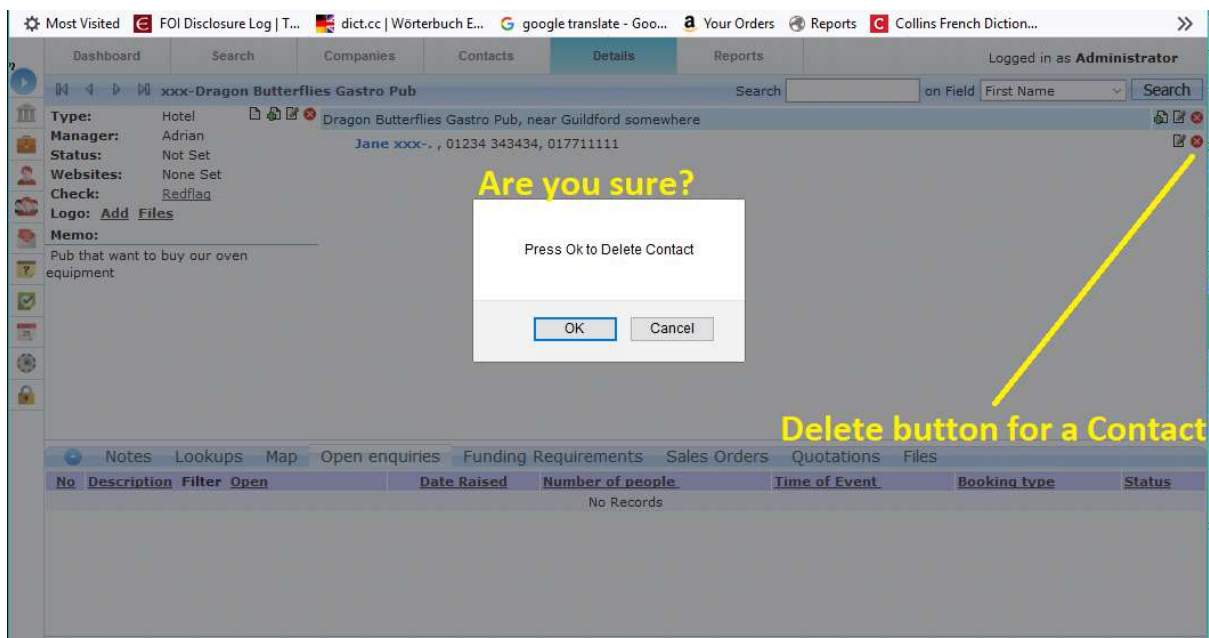 Most Visited FOI Disclosure Log | T... dict.cc | Wörterbuch E... google translate - Goo... Your Orders Reports Collins French Diction...
Dashboard Search Companies Contacts Details Reports Logged in as Administrator
xxx-Dragon Butterflies Gastro Pub Search on Field First Name Search
Type: Hotel Dragon Butterflies Gastro Pub, near Guildford somewhere
Manager: Adrian Jane xxx-. , 01234 343434, 017711111
Status: Not Set
Websites: None Set
Check: Redflag
Logo: Add Files
Memo:
Pub that want to buy our oven
equipment
Are you sure?
Press Ok to Delete Contact
OK Cancel
Delete button for a Contact
Notes Lookups Map Open enquiries Funding Requirements Sales Orders Quotations Files
No Description Filter Open Date Raised Number of people Time of Event Booking type Status
No Records